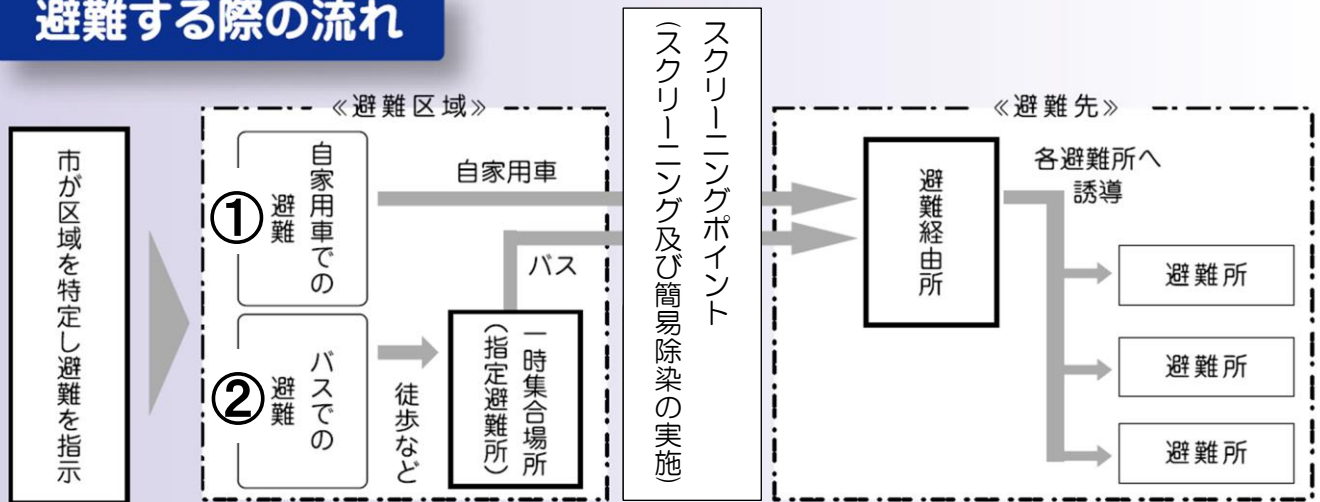 避難する際の流れ
市が区域を特定し避難を指示
≪避難区域≫
①
自家用車での
避難
自家用車
②
バスでの
避難
徒歩など
一時集合場所
（指定避難所）
バス
スクリーニングポイント
（スクリーニング及び簡易除染の実施）
≪避難先≫
避難経由所
各避難所へ
誘導
避難所
避難所
避難所